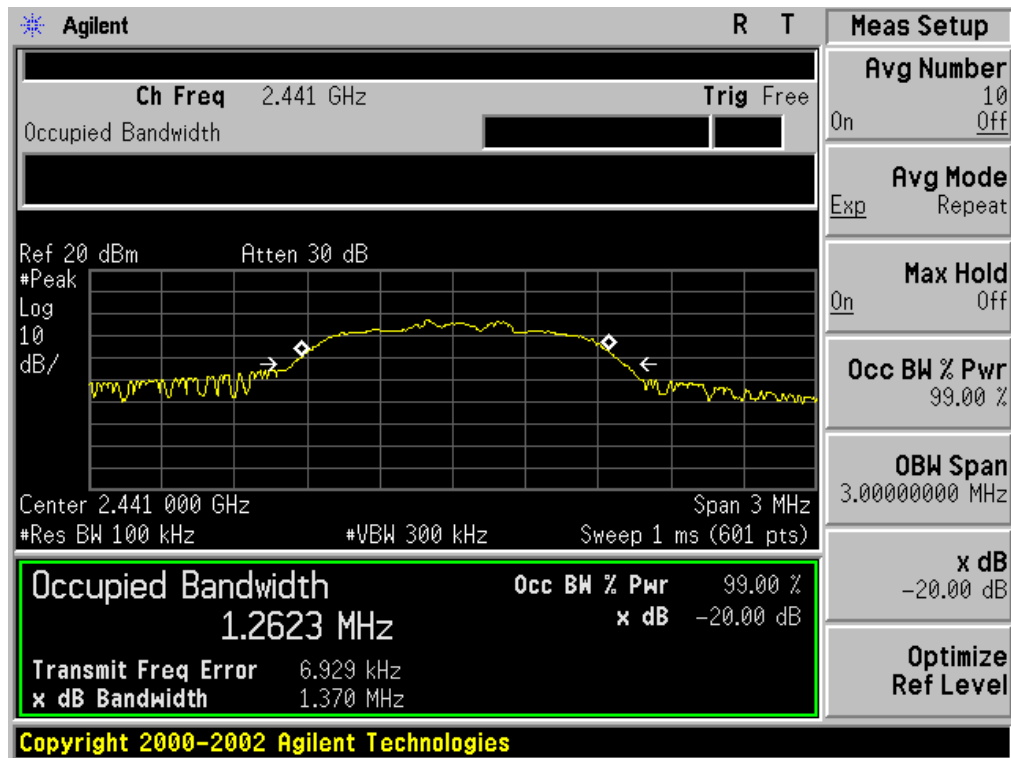 Agilent R T
Ch Freq 2.441 GHz Trig Free
Occupied Bandwidth
Ref 20 dBm Atten 30 dB
#Peak
Log
10
dB/
Center 2.441 000 GHz Span 3 MHz
#Res BW 100 kHz #VBW 300 kHz Sweep 1 ms (601 pts)
Occupied Bandwidth Occ BW % Pwr 99.00 %
1.2623 MHz x dB -20.00 dB
Transmit Freq Error 6.929 kHz
x dB Bandwidth 1.370 MHz
Copyright 2000-2002 Agilent Technologies
Meas Setup
Avg Number
10
On Off
Avg Mode
Exp Repeat
Max Hold
On Off
Occ BW % Pwr
99.00 %
OBW Span
3.00000000 MHz
x dB
-20.00 dB
Optimize
Ref Level